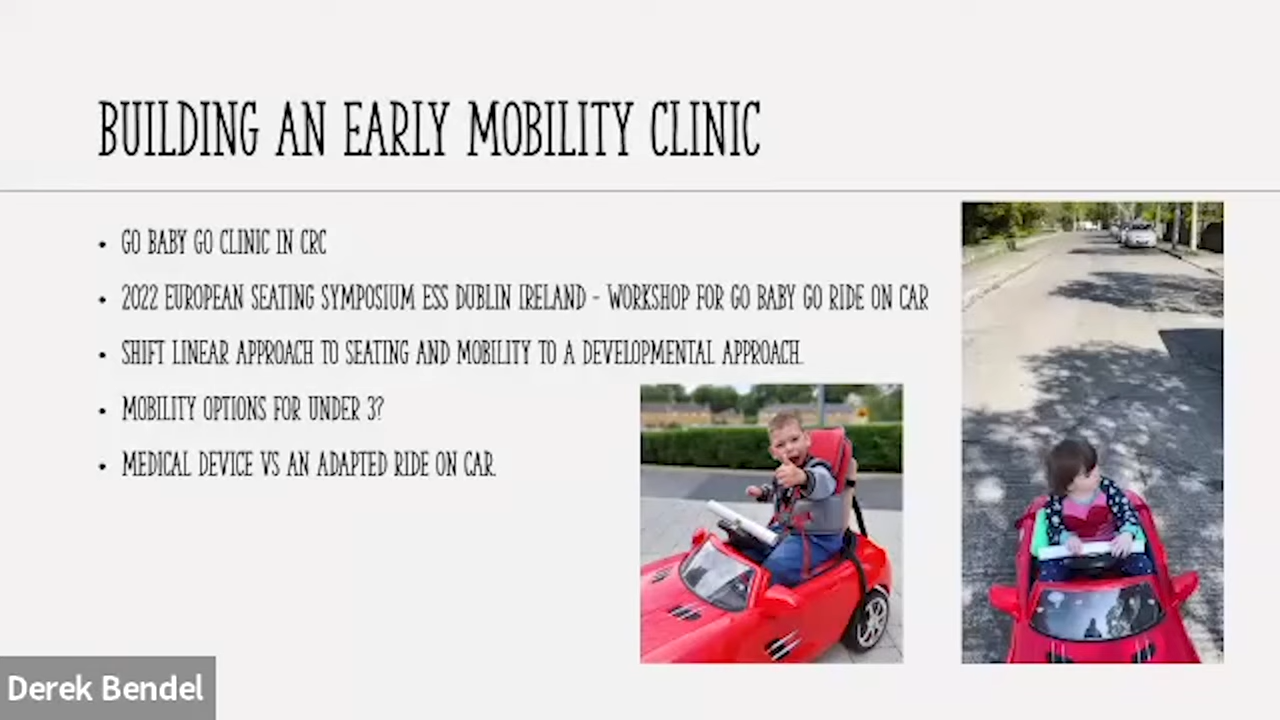 BUILDING AN EARLY MOBILITY CLINIC
• GO BABY GO CLINIC IN CRC
• 2022 EUROPEAN SEATING SYMPOSIUM ESS DUBLIN IRELAND - WORKSHOP FOR GO BABY GO RIDE ON CAR
• SHIFT LINEAR APPROACH TO SEATING AND MOBILITY TO A DEVELOPMENTAL APPROACH.
• MOBILITY OPTIONS FOR UNDER 3?
• MEDICAL DEVICE VS AN ADAPTED RIDE ON CAR.
Derek Bendel